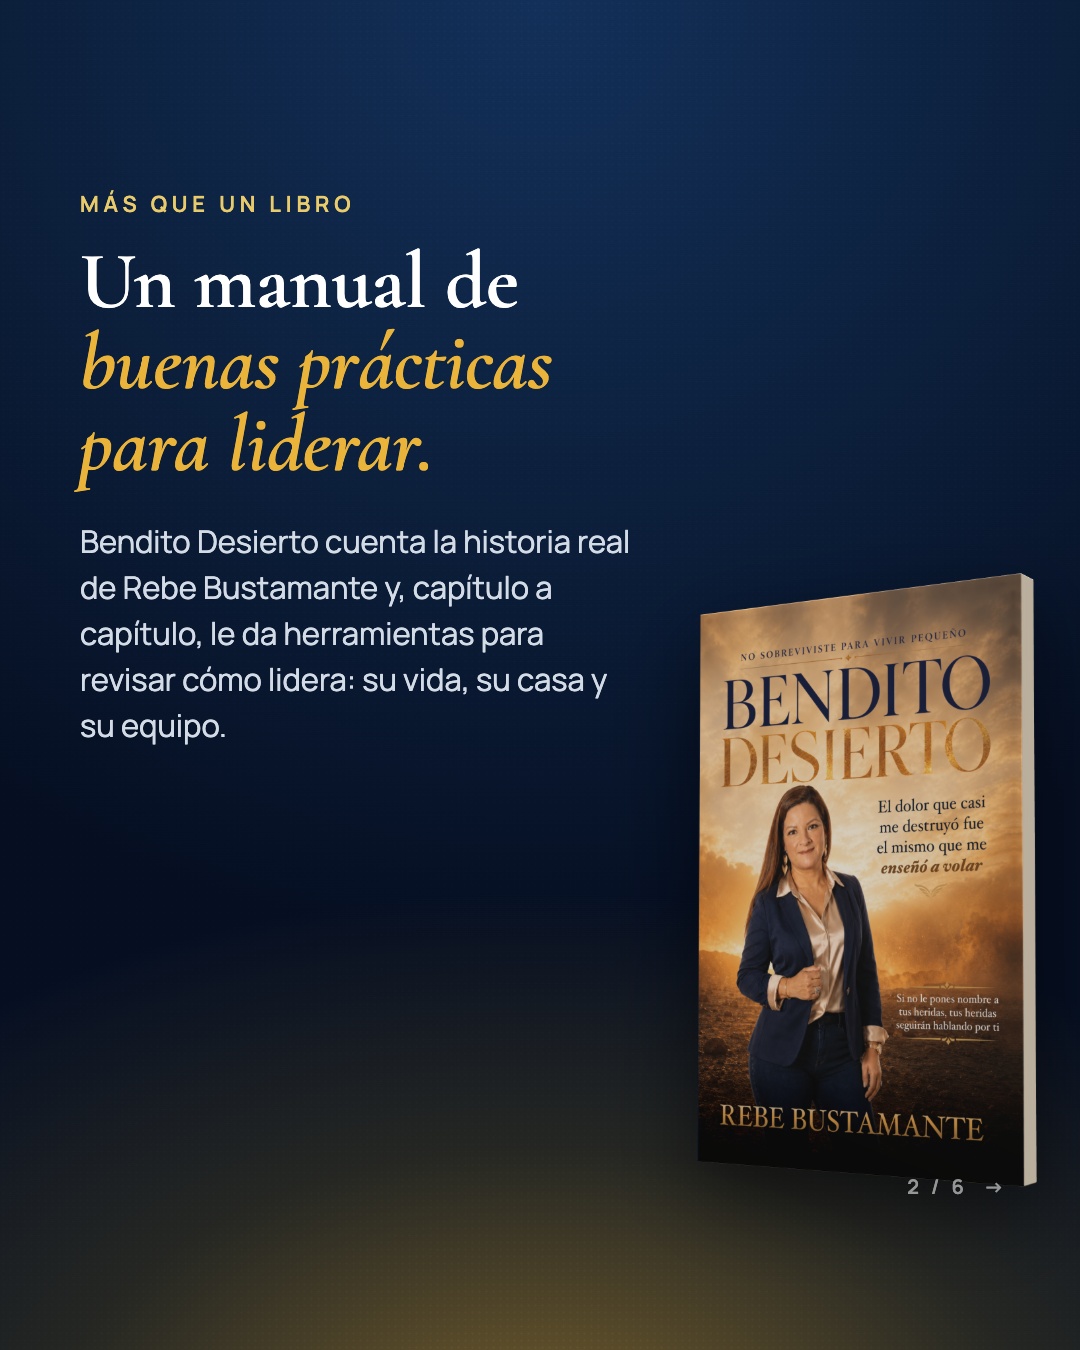 MÁS QUE UN LIBRO
Un manual de
buenas prácticas
para liderar.
Bendito Desierto cuenta la historia real
de Rebe Bustamante y, capítulo a
capítulo, le da herramientas para
revisar cómo lidera: su vida, su casa y
su equipo.
NO SOBREVIVISTE PARA VIVIR PEQUEÑO
BENDITO
DESIERTO
El dolor que casi
me destruyó fue
el mismo que me
enseñó a volar
Si no le pones nombre a
tus heridas, tus heridas
seguirán hablando por ti
REBE BUSTAMANTE
2 / 6 →